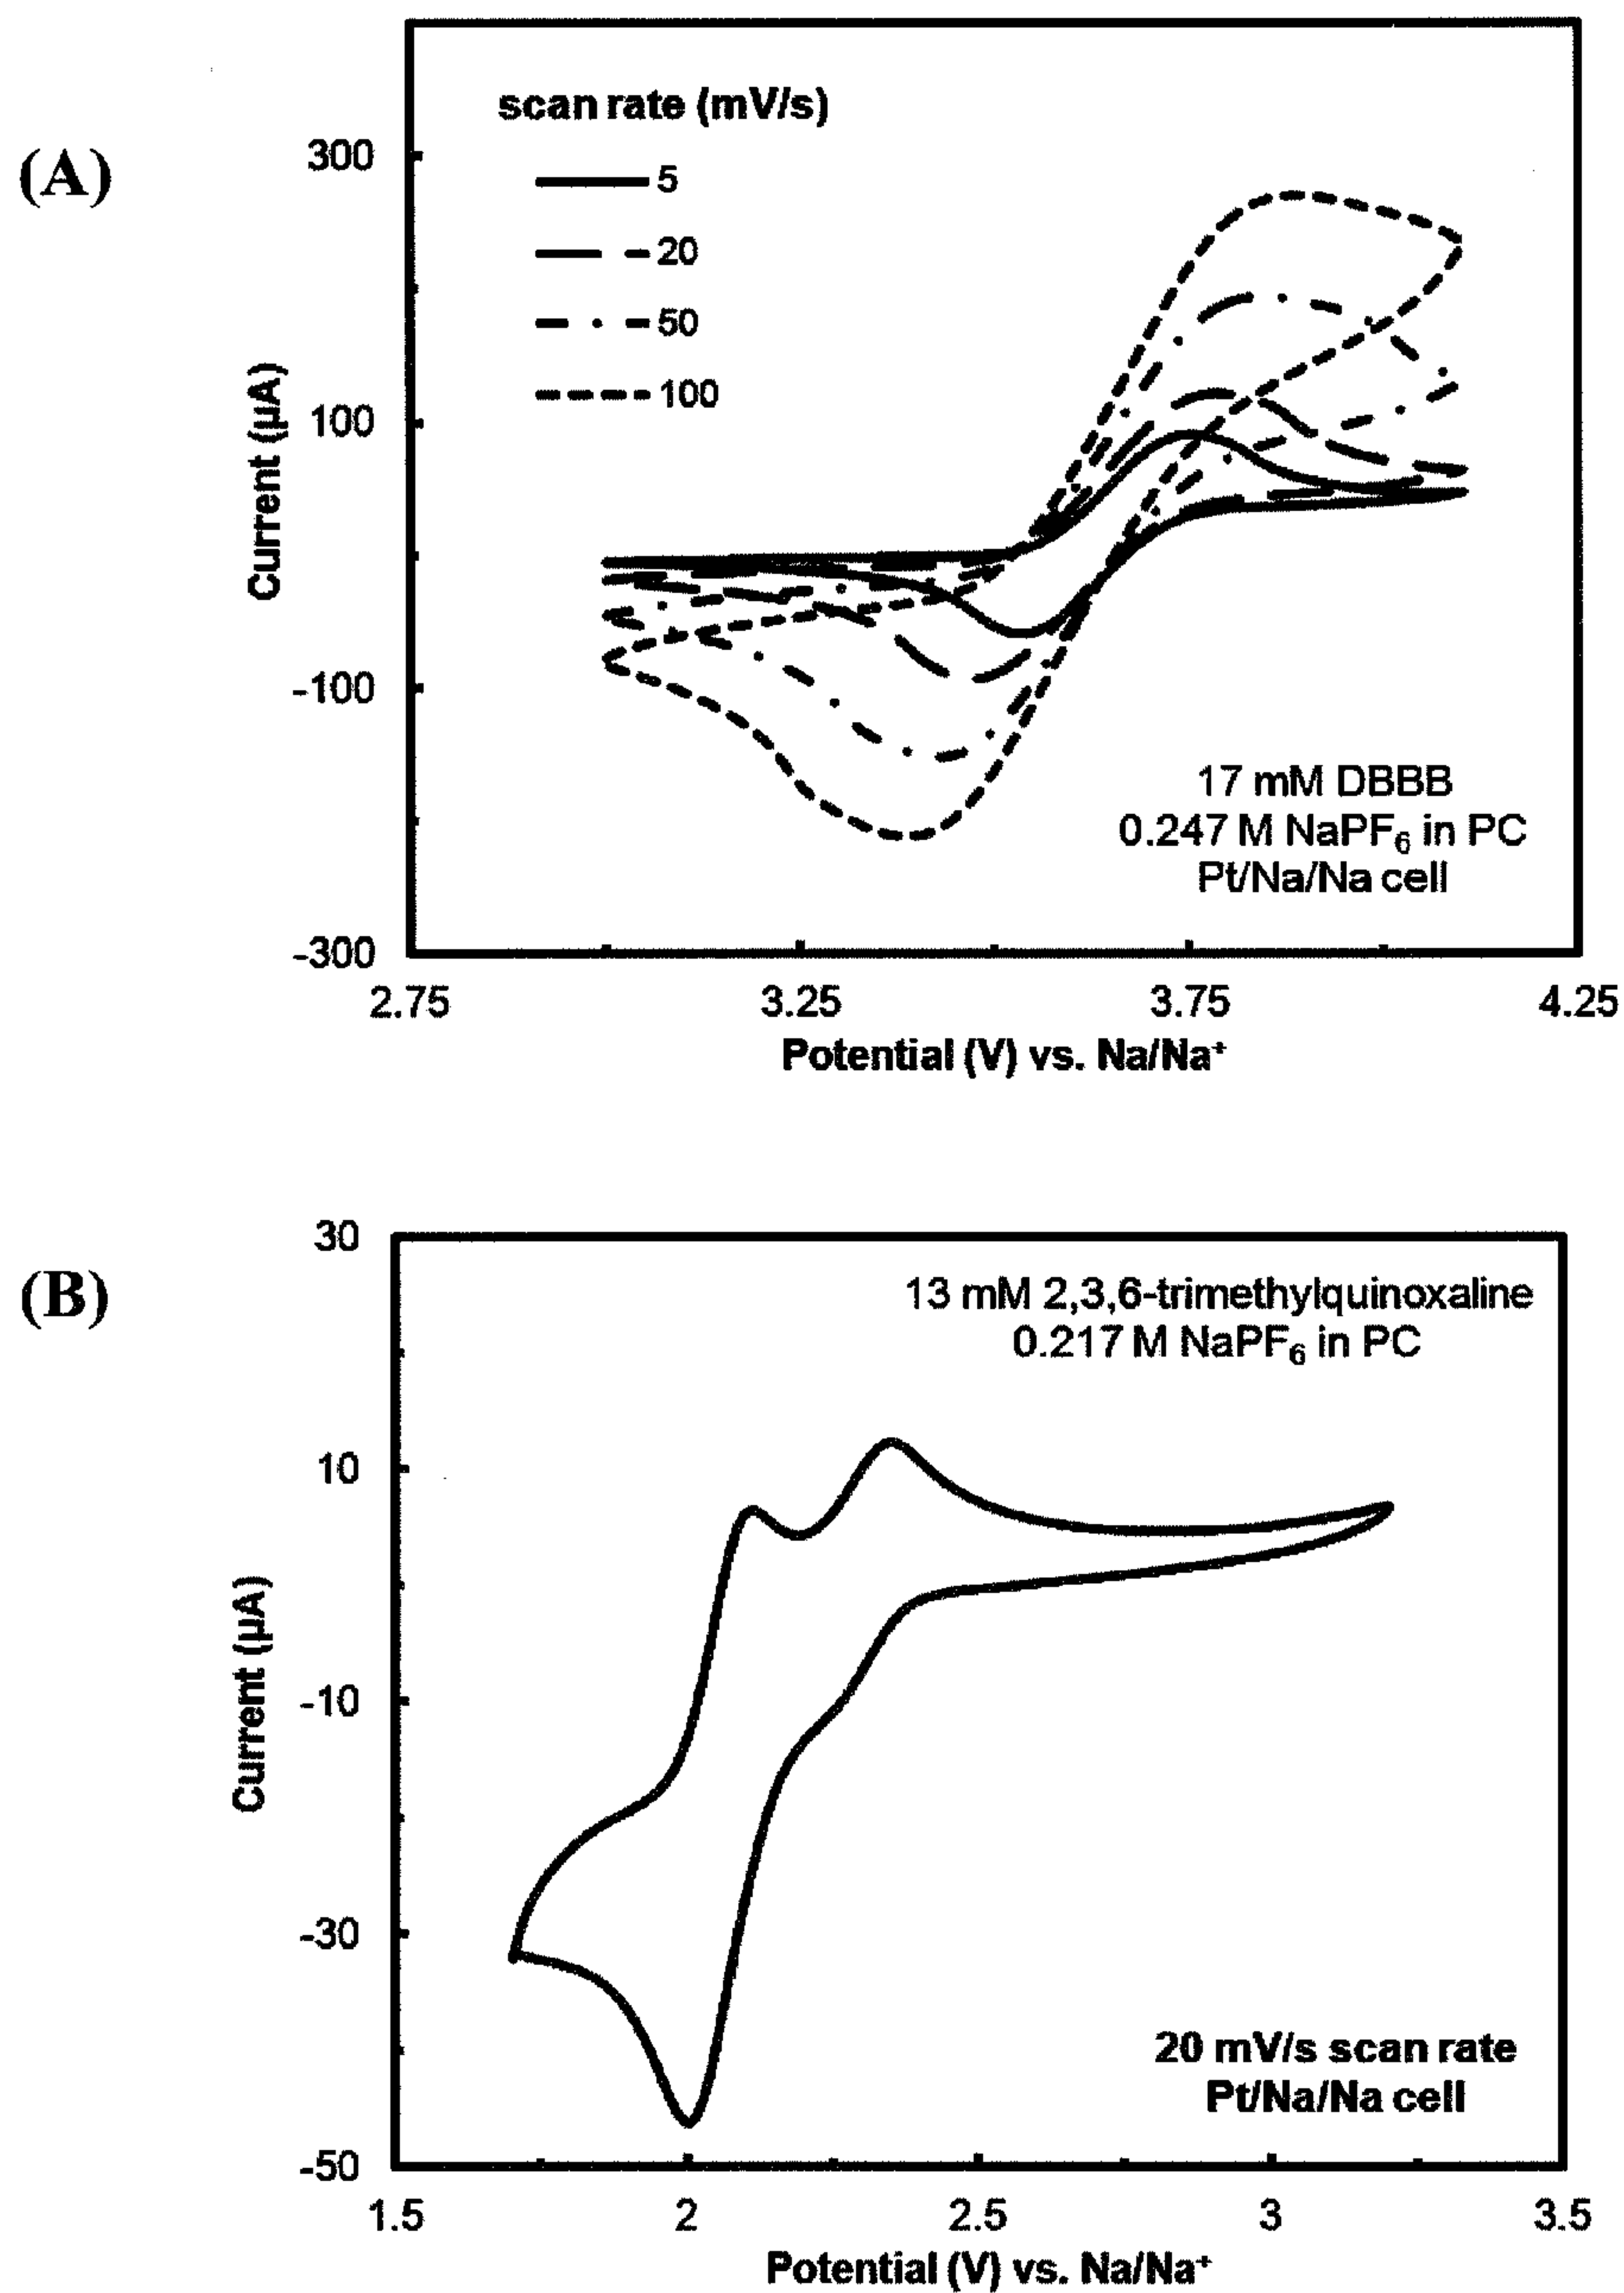 (A)
scan rate (mV/s)
5
20
50
100
300
100
-100
-300
Current (µA)
17 mM DBBB
0.247 M NaPF₆ in PC
Pt/Na/Na cell
2.75 3.25 3.75 4.25
Potential (V) vs. Na/Na⁺
(B)
30
10
-10
-30
-50
Current (µA)
13 mM 2,3,6-trimethylquinoxaline
0.217 M NaPF₆ in PC
20 mV/s scan rate
Pt/Na/Na cell
1.5 2 2.5 3 3.5
Potential (V) vs. Na/Na⁺